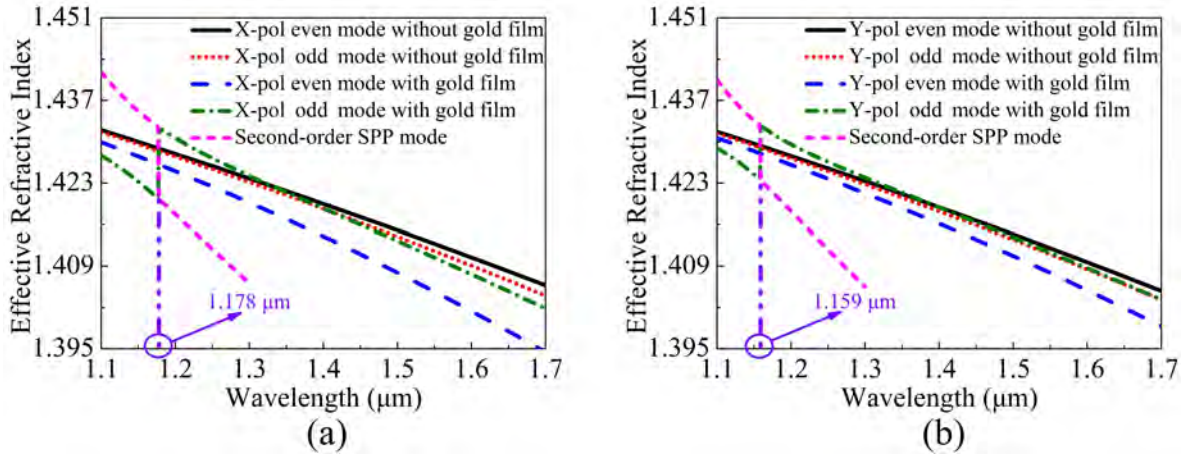 1.451
X-pol even mode without gold film
X-pol odd mode without gold film
1.437
X-pol even mode with gold film
X-pol odd mode with gold film
Second-order SPP mode
1.423
1.409
1.395
Effective Refractive Index
1.178 μm
1.1 1.2 1.3 1.4 1.5 1.6 1.7
Wavelength (μm)
(a)
1.451
Y-pol even mode without gold film
Y-pol odd mode without gold film
1.437
Y-pol even mode with gold film
Y-pol odd mode with gold film
Second-order SPP mode
1.423
1.409
1.395
Effective Refractive Index
1.159 μm
1.1 1.2 1.3 1.4 1.5 1.6 1.7
Wavelength (μm)
(b)